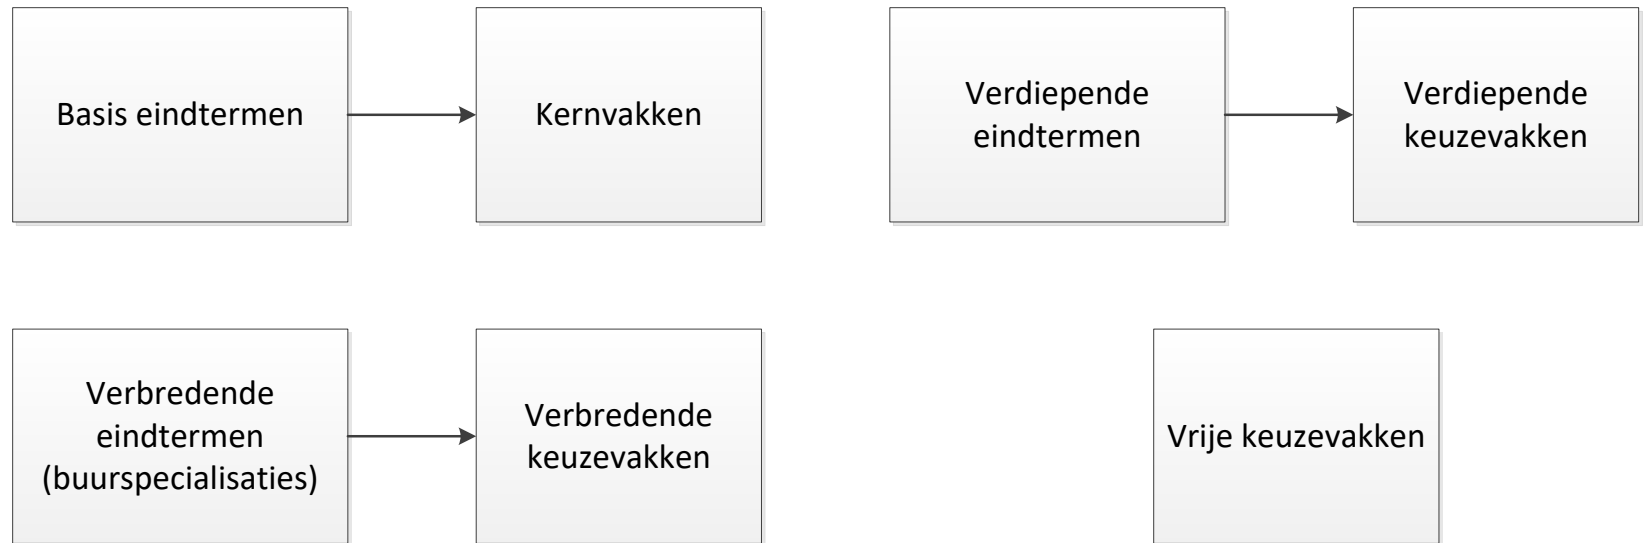 Basis eindtermen
Kernvakken
Verdiepende
eindtermen
Verdiepende
keuzevakken
Verbredende
eindtermen
(buurspecialisaties)
Verbredende
keuzevakken
Vrije keuzevakken